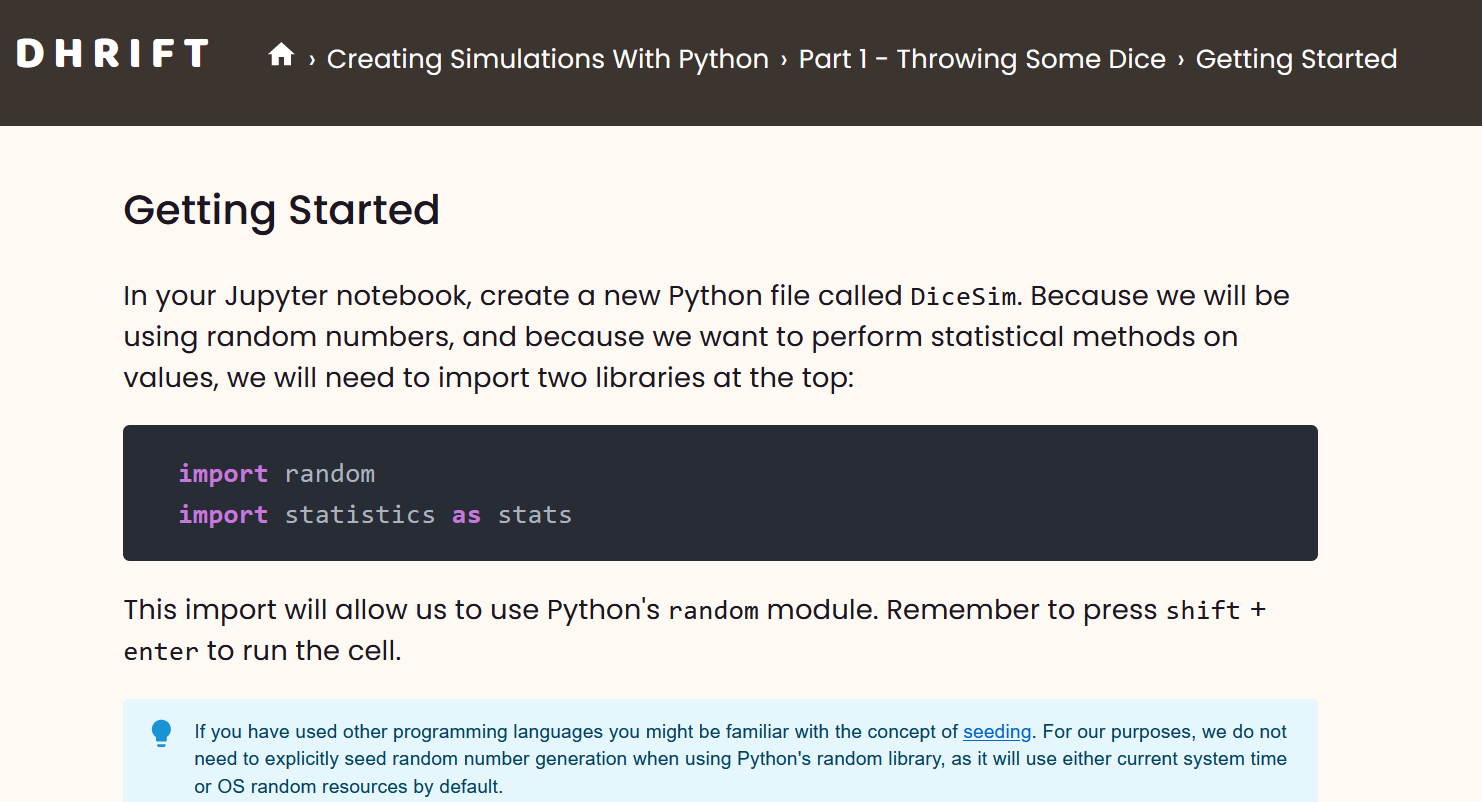 DHRIFT › Creating Simulations With Python › Part 1 - Throwing Some Dice › Getting Started
Getting Started
In your Jupyter notebook, create a new Python file called DiceSim. Because we will be
using random numbers, and because we want to perform statistical methods on
values, we will need to import two libraries at the top:
import random
import statistics as stats
This import will allow us to use Python's random module. Remember to press shift +
enter to run the cell.
If you have used other programming languages you might be familiar with the concept of seeding. For our purposes, we do not
need to explicitly seed random number generation when using Python's random library, as it will use either current system time
or OS random resources by default.